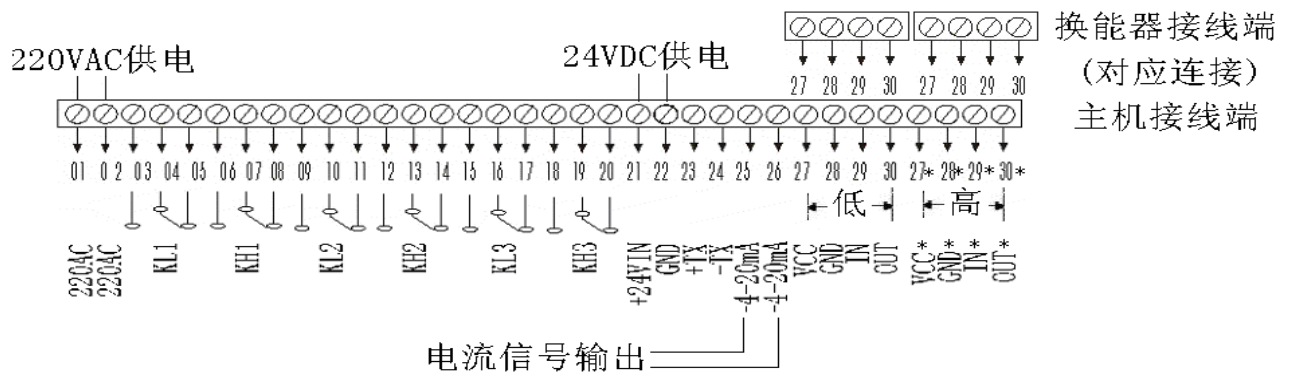 换能器接线端
220VAC供电
24VDC供电
27 28 29 30 27 28 29 30
(对应连接)
主机接线端
01 02 03 04 05 06 07 08 09 10 11 12 13 14 15 16 17 18 19 20 21 22 23 24 25 26 27 28 29 30 27* 28* 29* 30*
低
高
220AC
220AC
KL1
KH1
KL2
KH2
KL3
KH3
+24VIN
GND
+TX
-TX
-4-20mA
-4-20mA
VCC
GND
IN
OUT
VCC*
GND*
IN*
OUT*
电流信号输出